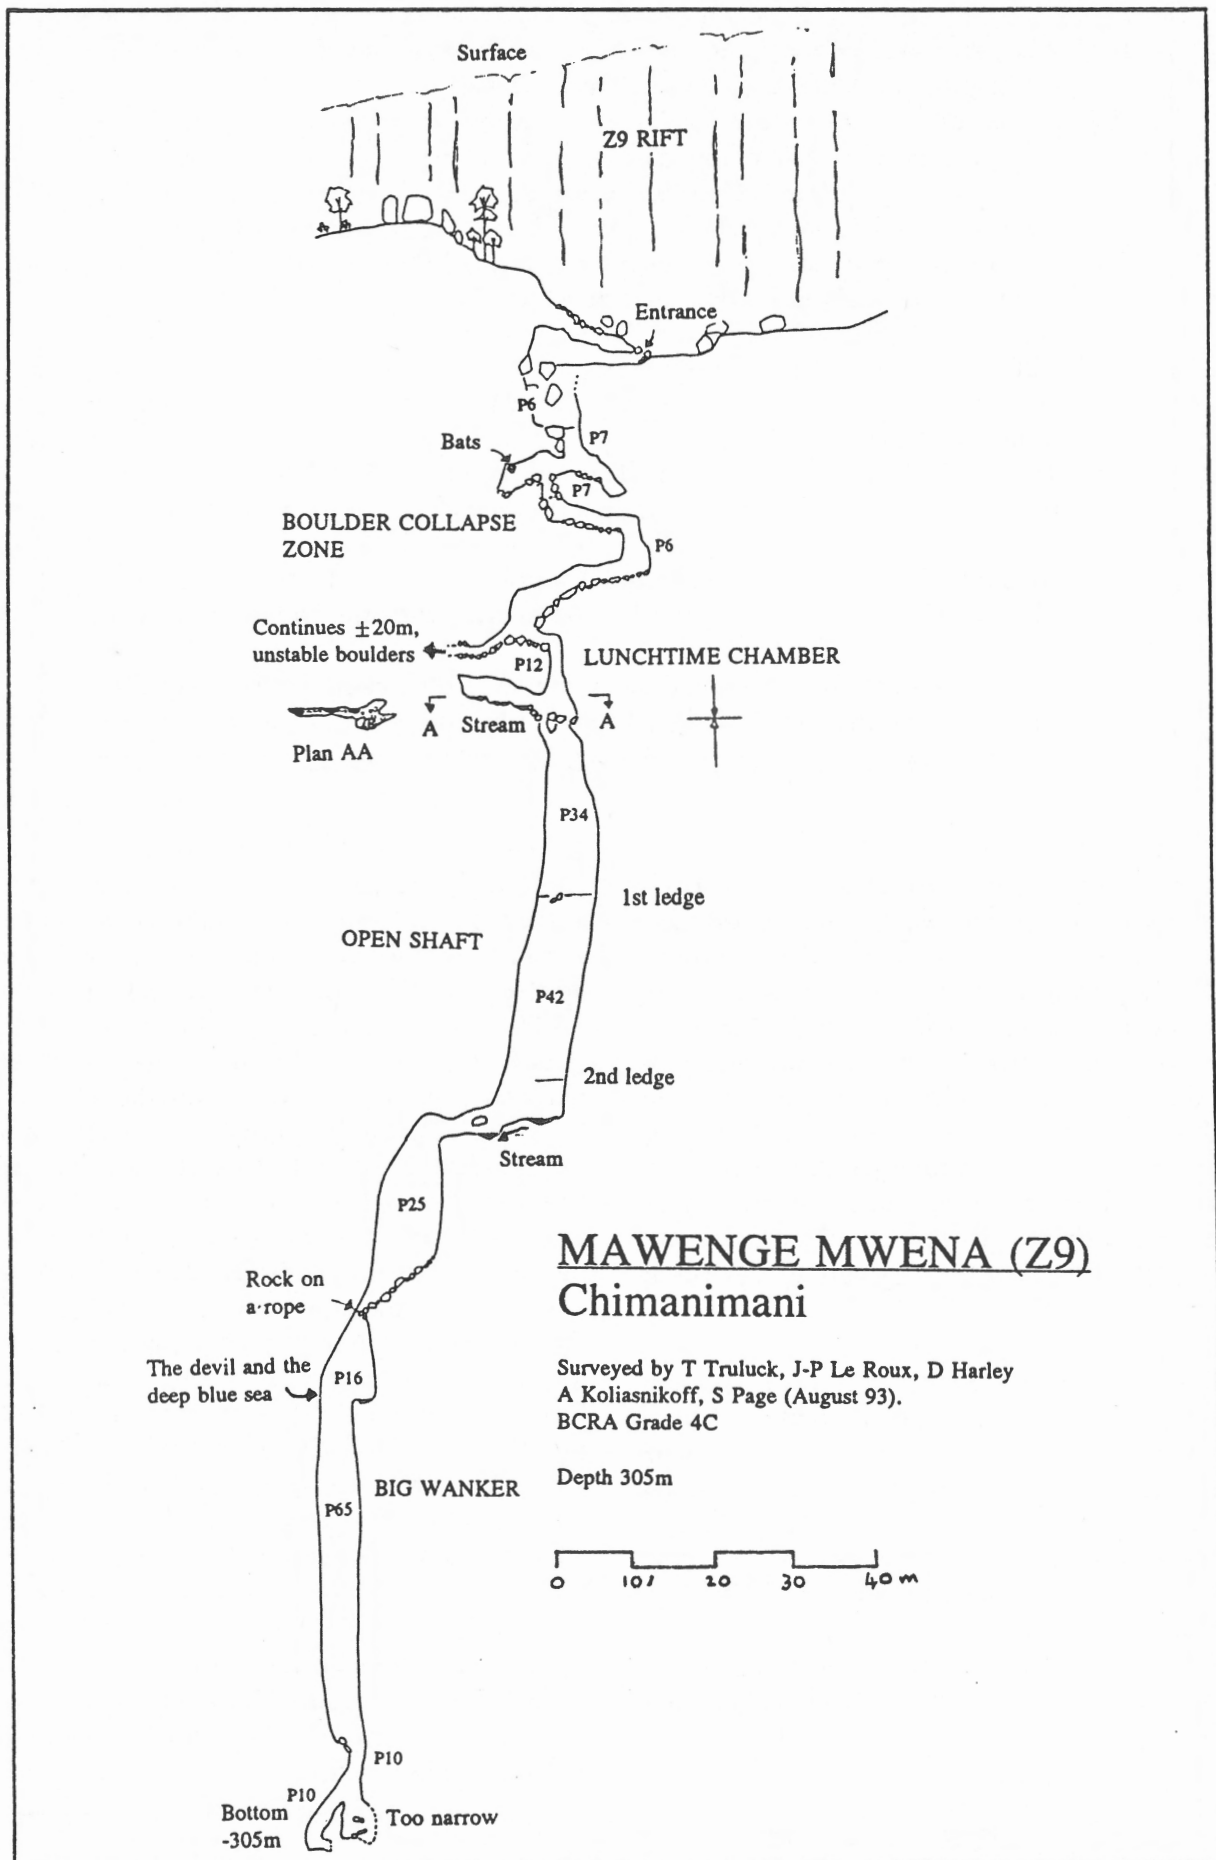 Surface
Z9 RIFT
Entrance
P6
P7
Bats
P7
BOULDER COLLAPSE
ZONE
P6
Continues ±20m,
unstable boulders
P12
LUNCHTIME CHAMBER
A
Stream
A
Plan AA
P34
1st ledge
OPEN SHAFT
P42
2nd ledge
Stream
P25
MAWENGE MWENA (Z9)
Chimanimani
Rock on
a rope
The devil and the
deep blue sea
P16
Surveyed by T Truluck, J-P Le Roux, D Harley
A Koliasnikoff, S Page (August 93).
BCRA Grade 4C
Depth 305m
BIG WANKER
P65
0 10 20 30 40 m
P10
P10
Bottom
-305m
Too narrow